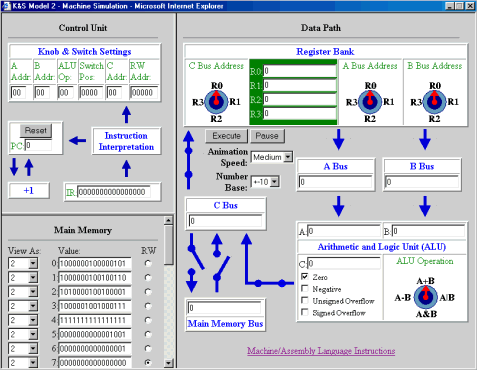 K&S Model 2 - Machine Simulation - Microsoft Internet Explorer
Control Unit
Knob & Switch Settings
A Addr: B Addr: ALU Op: Switch Pos: C Addr: RW Addr:
00 00 00 00 00 00000
Reset
PC: 0
Instruction Interpretation
+1
IR: 0000000000000000
Main Memory
View As: Value: RW
2 0: 1000000100000101
2 1: 1000000100100110
2 2: 1010000100100001
2 3: 1000001001000111
2 4: 1111111111111111
2 5: 0000000000001001
2 6: 0000000000000001
2 7: 0000000000000000
Data Path
Register Bank
C Bus Address
R0 R1 R2 R3
R0: 0
R1: 0
R2: 0
R3: 0
A Bus Address
R0 R1 R2 R3
B Bus Address
R0 R1 R2 R3
Execute Pause
Animation Speed: Medium
Number Base: +-10
A Bus
0
B Bus
0
C Bus
0
0
Main Memory Bus
A: 0 B: 0
Arithmetic and Logic Unit (ALU)
C: 0
Zero
Negative
Unsigned Overflow
Signed Overflow
ALU Operation
A+B
A-B A|B
A&B
Machine/Assembly Language Instructions